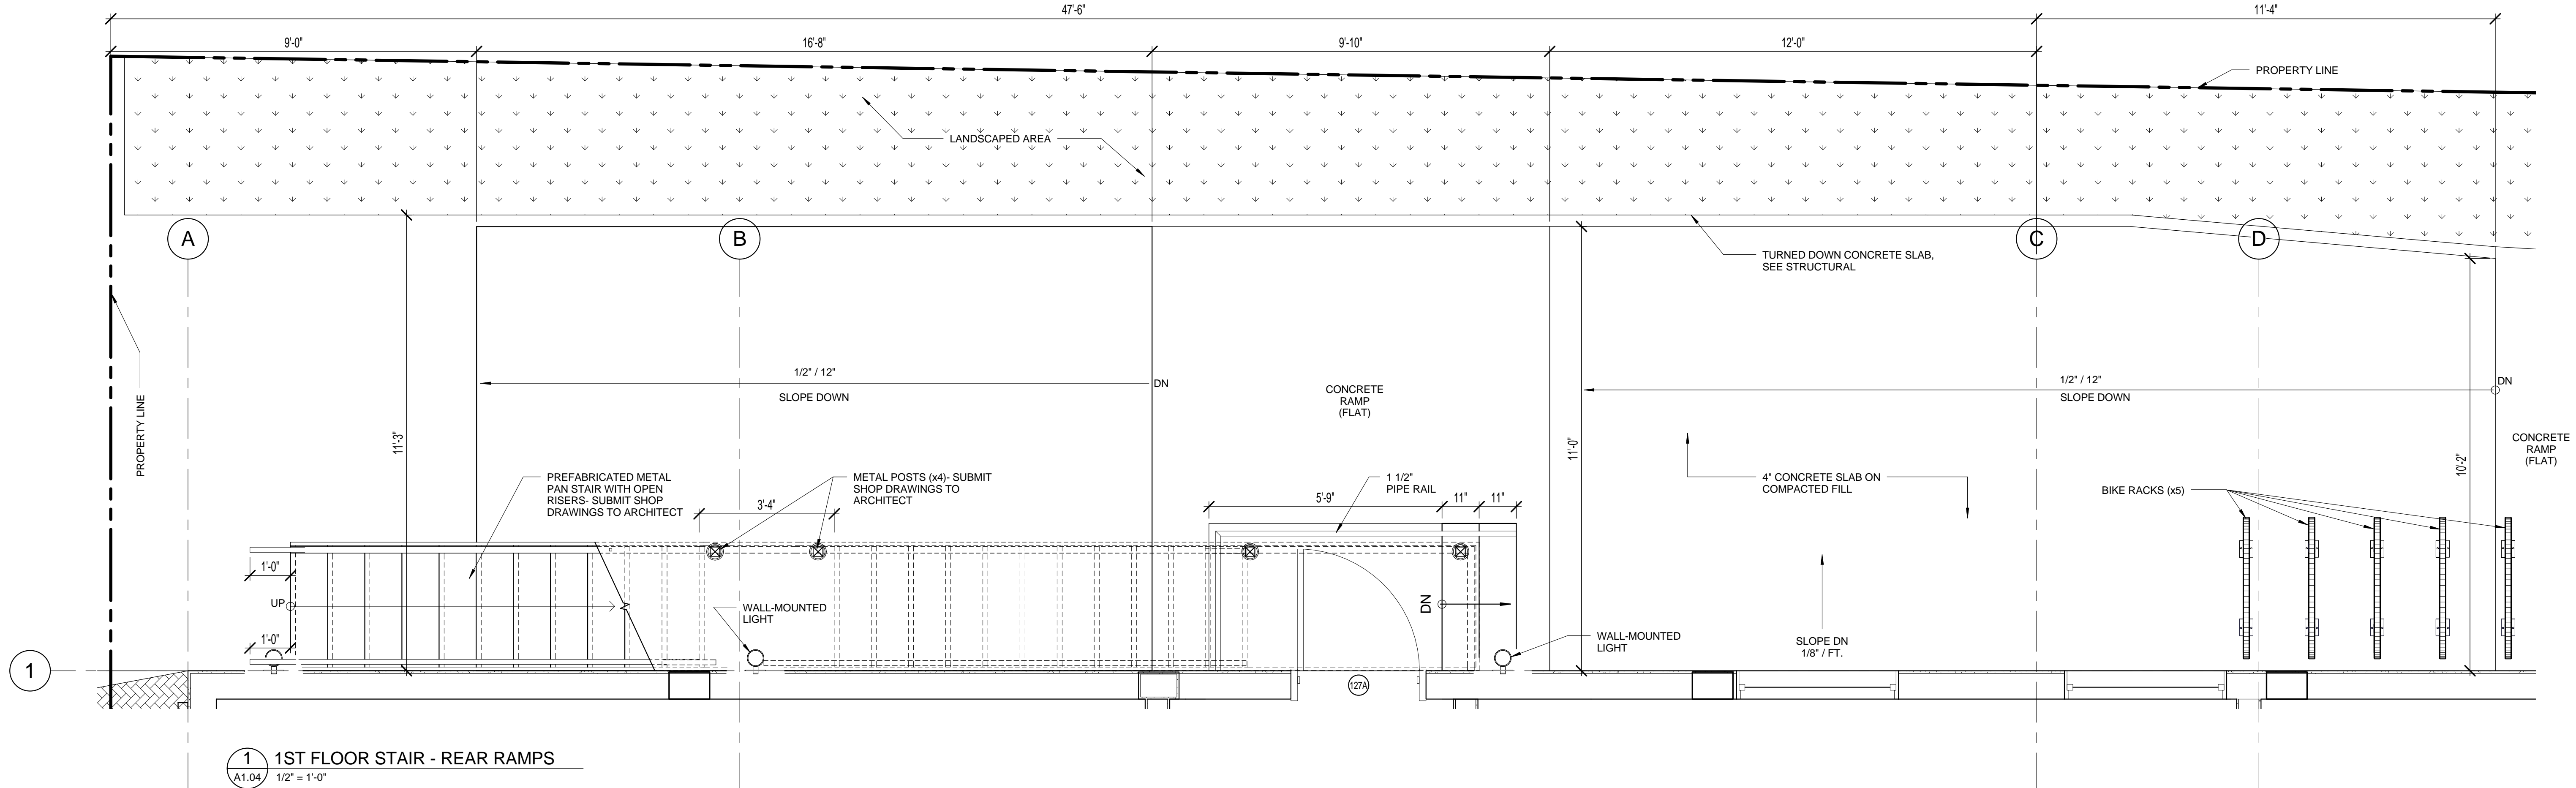 47'-6"
11'-4"
9'-0"
16'-8"
9'-10"
12'-0"
PROPERTY LINE
LANDSCAPED AREA
A
B
C
D
TURNED DOWN CONCRETE SLAB,
SEE STRUCTURAL
1/2" / 12"
SLOPE DOWN
DN
CONCRETE
RAMP
(FLAT)
1/2" / 12"
SLOPE DOWN
DN
PROPERTY LINE
11'-3"
11'-0"
10'-2"
CONCRETE
RAMP
(FLAT)
PREFABRICATED METAL
PAN STAIR WITH OPEN
RISERS- SUBMIT SHOP
DRAWINGS TO ARCHITECT
METAL POSTS (x4)- SUBMIT
SHOP DRAWINGS TO
ARCHITECT
3'-4"
1 1/2"
PIPE RAIL
5'-9"
11"
11"
4" CONCRETE SLAB ON
COMPACTED FILL
BIKE RACKS (x5)
1'-0"
UP
1'-0"
WALL-MOUNTED
LIGHT
DN
WALL-MOUNTED
LIGHT
SLOPE DN
1/8" / FT.
1
127A
1
A1.04
1ST FLOOR STAIR - REAR RAMPS
1/2" = 1'-0"